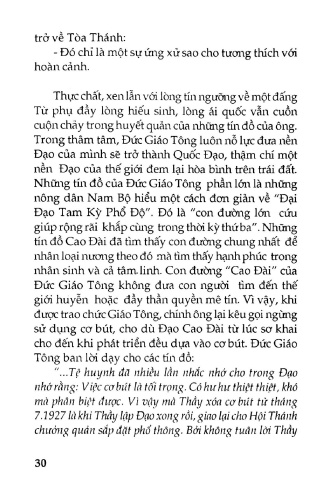 trở về Tòa Thánh:
- Đó chỉ là một sự ứng xử sao cho tương thích với
hoàn cảnh.
Thực chất, xen lẫn với lòng tín ngưỡng về một đấng
Từ phụ đầy lòng hiếu sinh, lòng ái quốc vẫn cuồn
cuộn chảy trong huyết quản của những tín đồ của ông.
Trong thâm tâm, Đức Giáo Tông luôn nỗ lực đưa nền
Đạo của mình sẽ trở thành Quốc Đạo, thậm chí một
nền Đạo của thế giới đem lại hòa bình trên trái đất.
Những tín đồ của Đức Giáo Tông phần lớn là những
nông dân Nam Bộ hiểu một cách đơn giản về "Đại
Đạo Tam Kỳ Phổ Độ". Đó là "con đường lớn cứu
giúp rộng rãi khắp cùng trong thời kỳ thứ ba". Những
tín đồ Cao Đài đã tìm thấy con đường chung nhất để
nhân loại nương theo đó mà tìm thấy hạnh phúc trong
nhân sinh và cả tâm linh. Con đường "Cao Đài" của
Đức Giáo Tông không đưa con người tìm đến thế
giới huyễn hoặc đầy thần quyền mê tín. Vì vậy, khi
được trao chức Giáo Tông, chính ông lại kêu gọi ngừng
sử dụng cơ bút, cho dù Đạo Cao Đài từ lúc sơ khai
cho đến khi phát triển đều dựa vào cơ bút. Đức Giáo
Tông ban lời dạy cho các tín đồ:
"...Tệ huynh đã nhiều lần nhắc nhở cho trong Đạo
nhớ rằng: Việc cơ bút là tối trọng. Có hư hư thiệt thiệt, khó
mà phân biệt được. Vì vậy mà Thầy xóa cơ bút từ tháng
7.1927 là khi Thầy lập Đạo xong rồi, giao lại cho Hội Thánh
chưởng quản sắp đặt phổ thông. Bởi không tuân lời Thầy
30